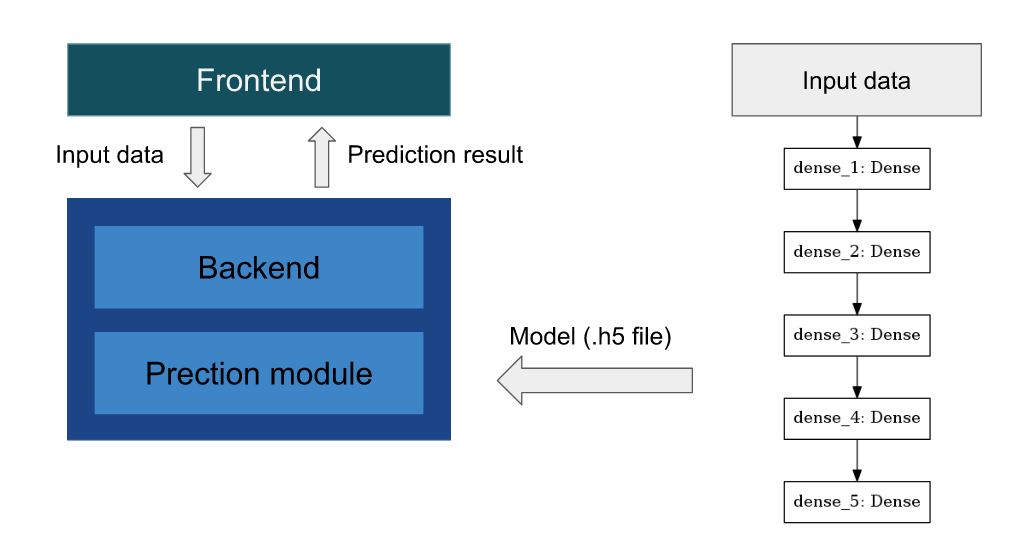 Frontend
Input data
Prediction result
Backend
Prection module
Model (.h5 file)
Input data
dense_1: Dense
dense_2: Dense
dense_3: Dense
dense_4: Dense
dense_5: Dense